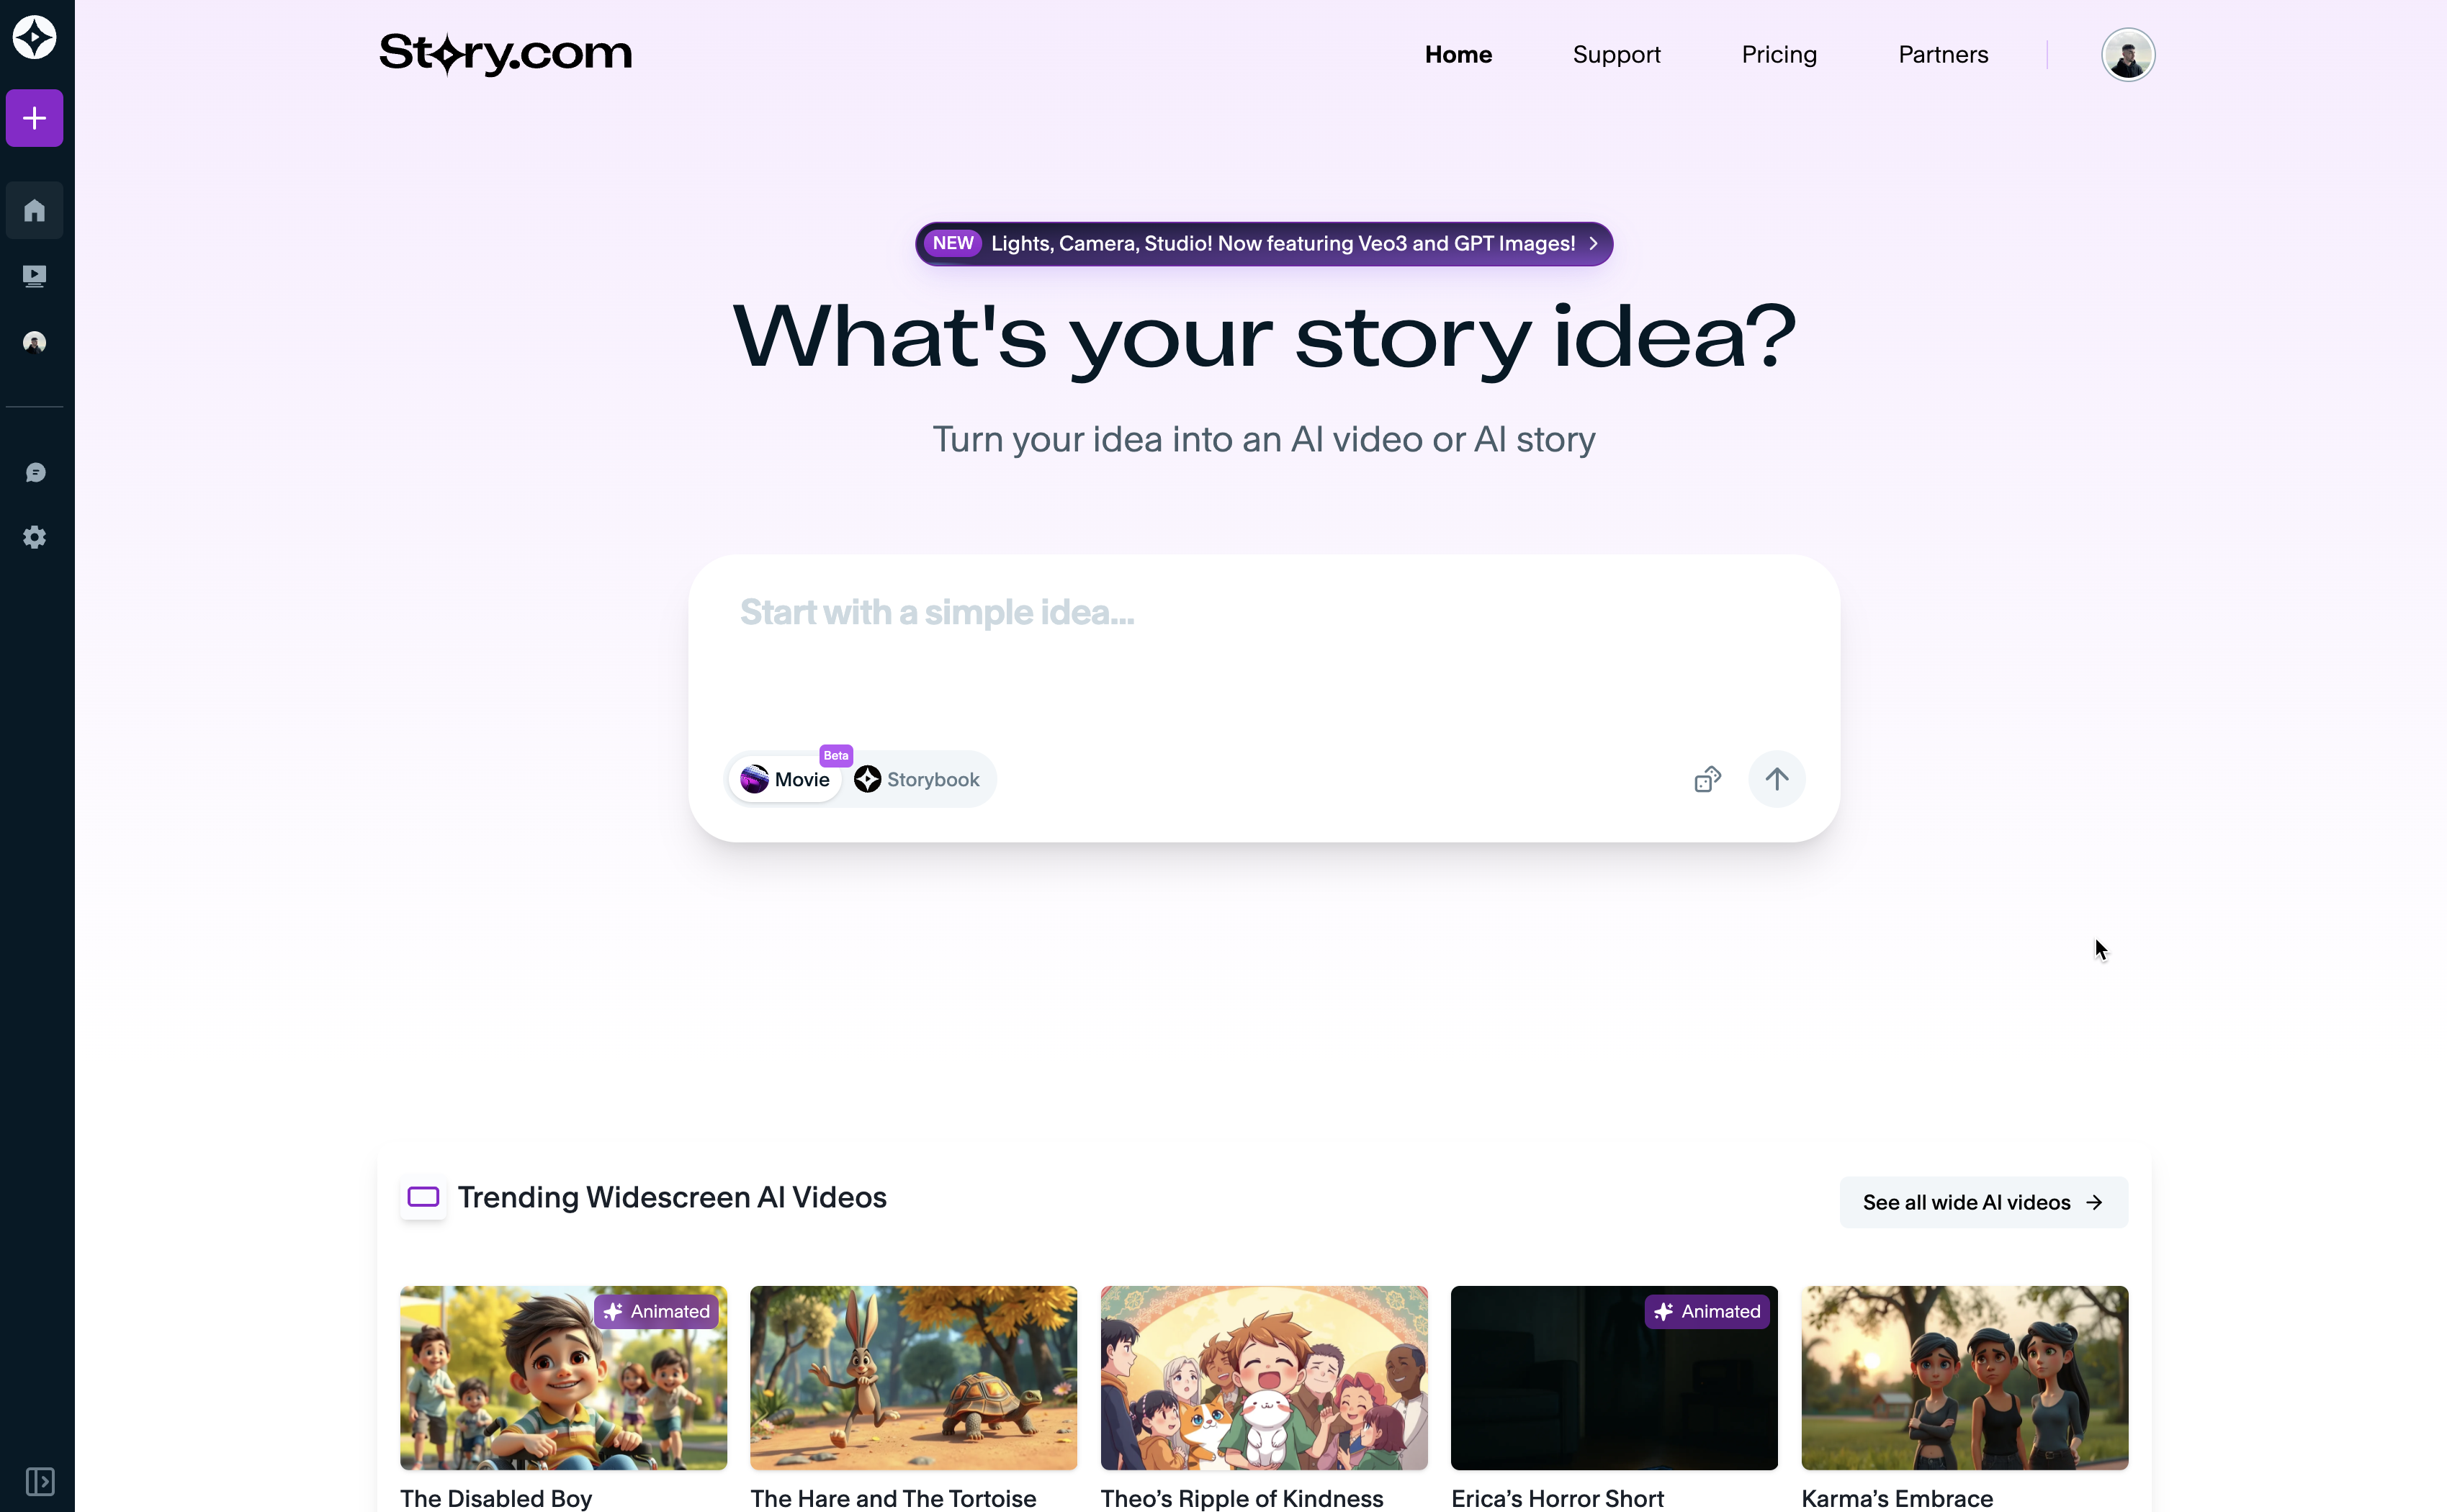 Story.com
Home
Support
Pricing
Partners
NEW Lights, Camera, Studio! Now featuring Veo3 and GPT Images!
What's your story idea?
Turn your idea into an AI video or AI story
Start with a simple idea...
Beta
Movie
Storybook
Trending Widescreen AI Videos
See all wide AI videos
Animated
Animated
The Disabled Boy
The Hare and The Tortoise
Theo’s Ripple of Kindness
Erica’s Horror Short
Karma’s Embrace